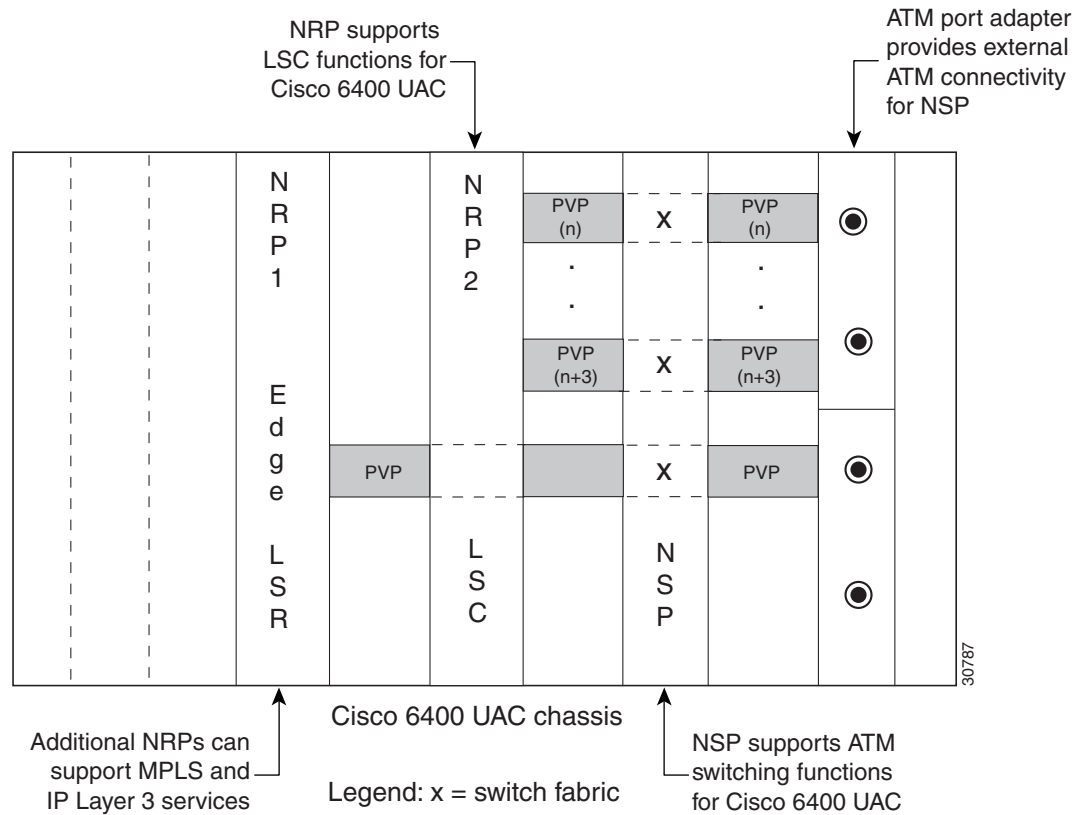 NRP supports
LSC functions for
Cisco 6400 UAC
ATM port adapter
provides external
ATM connectivity
for NSP
N
R
P
1
E
d
g
e
L
S
R
N
R
P
2
L
S
C
PVP
(n)
x
PVP
(n)
PVP
(n+3)
x
PVP
(n+3)
PVP
x
PVP
N
S
P
30787
Cisco 6400 UAC chassis
Additional NRPs can
support MPLS and
IP Layer 3 services
Legend: x = switch fabric
NSP supports ATM
switching functions
for Cisco 6400 UAC